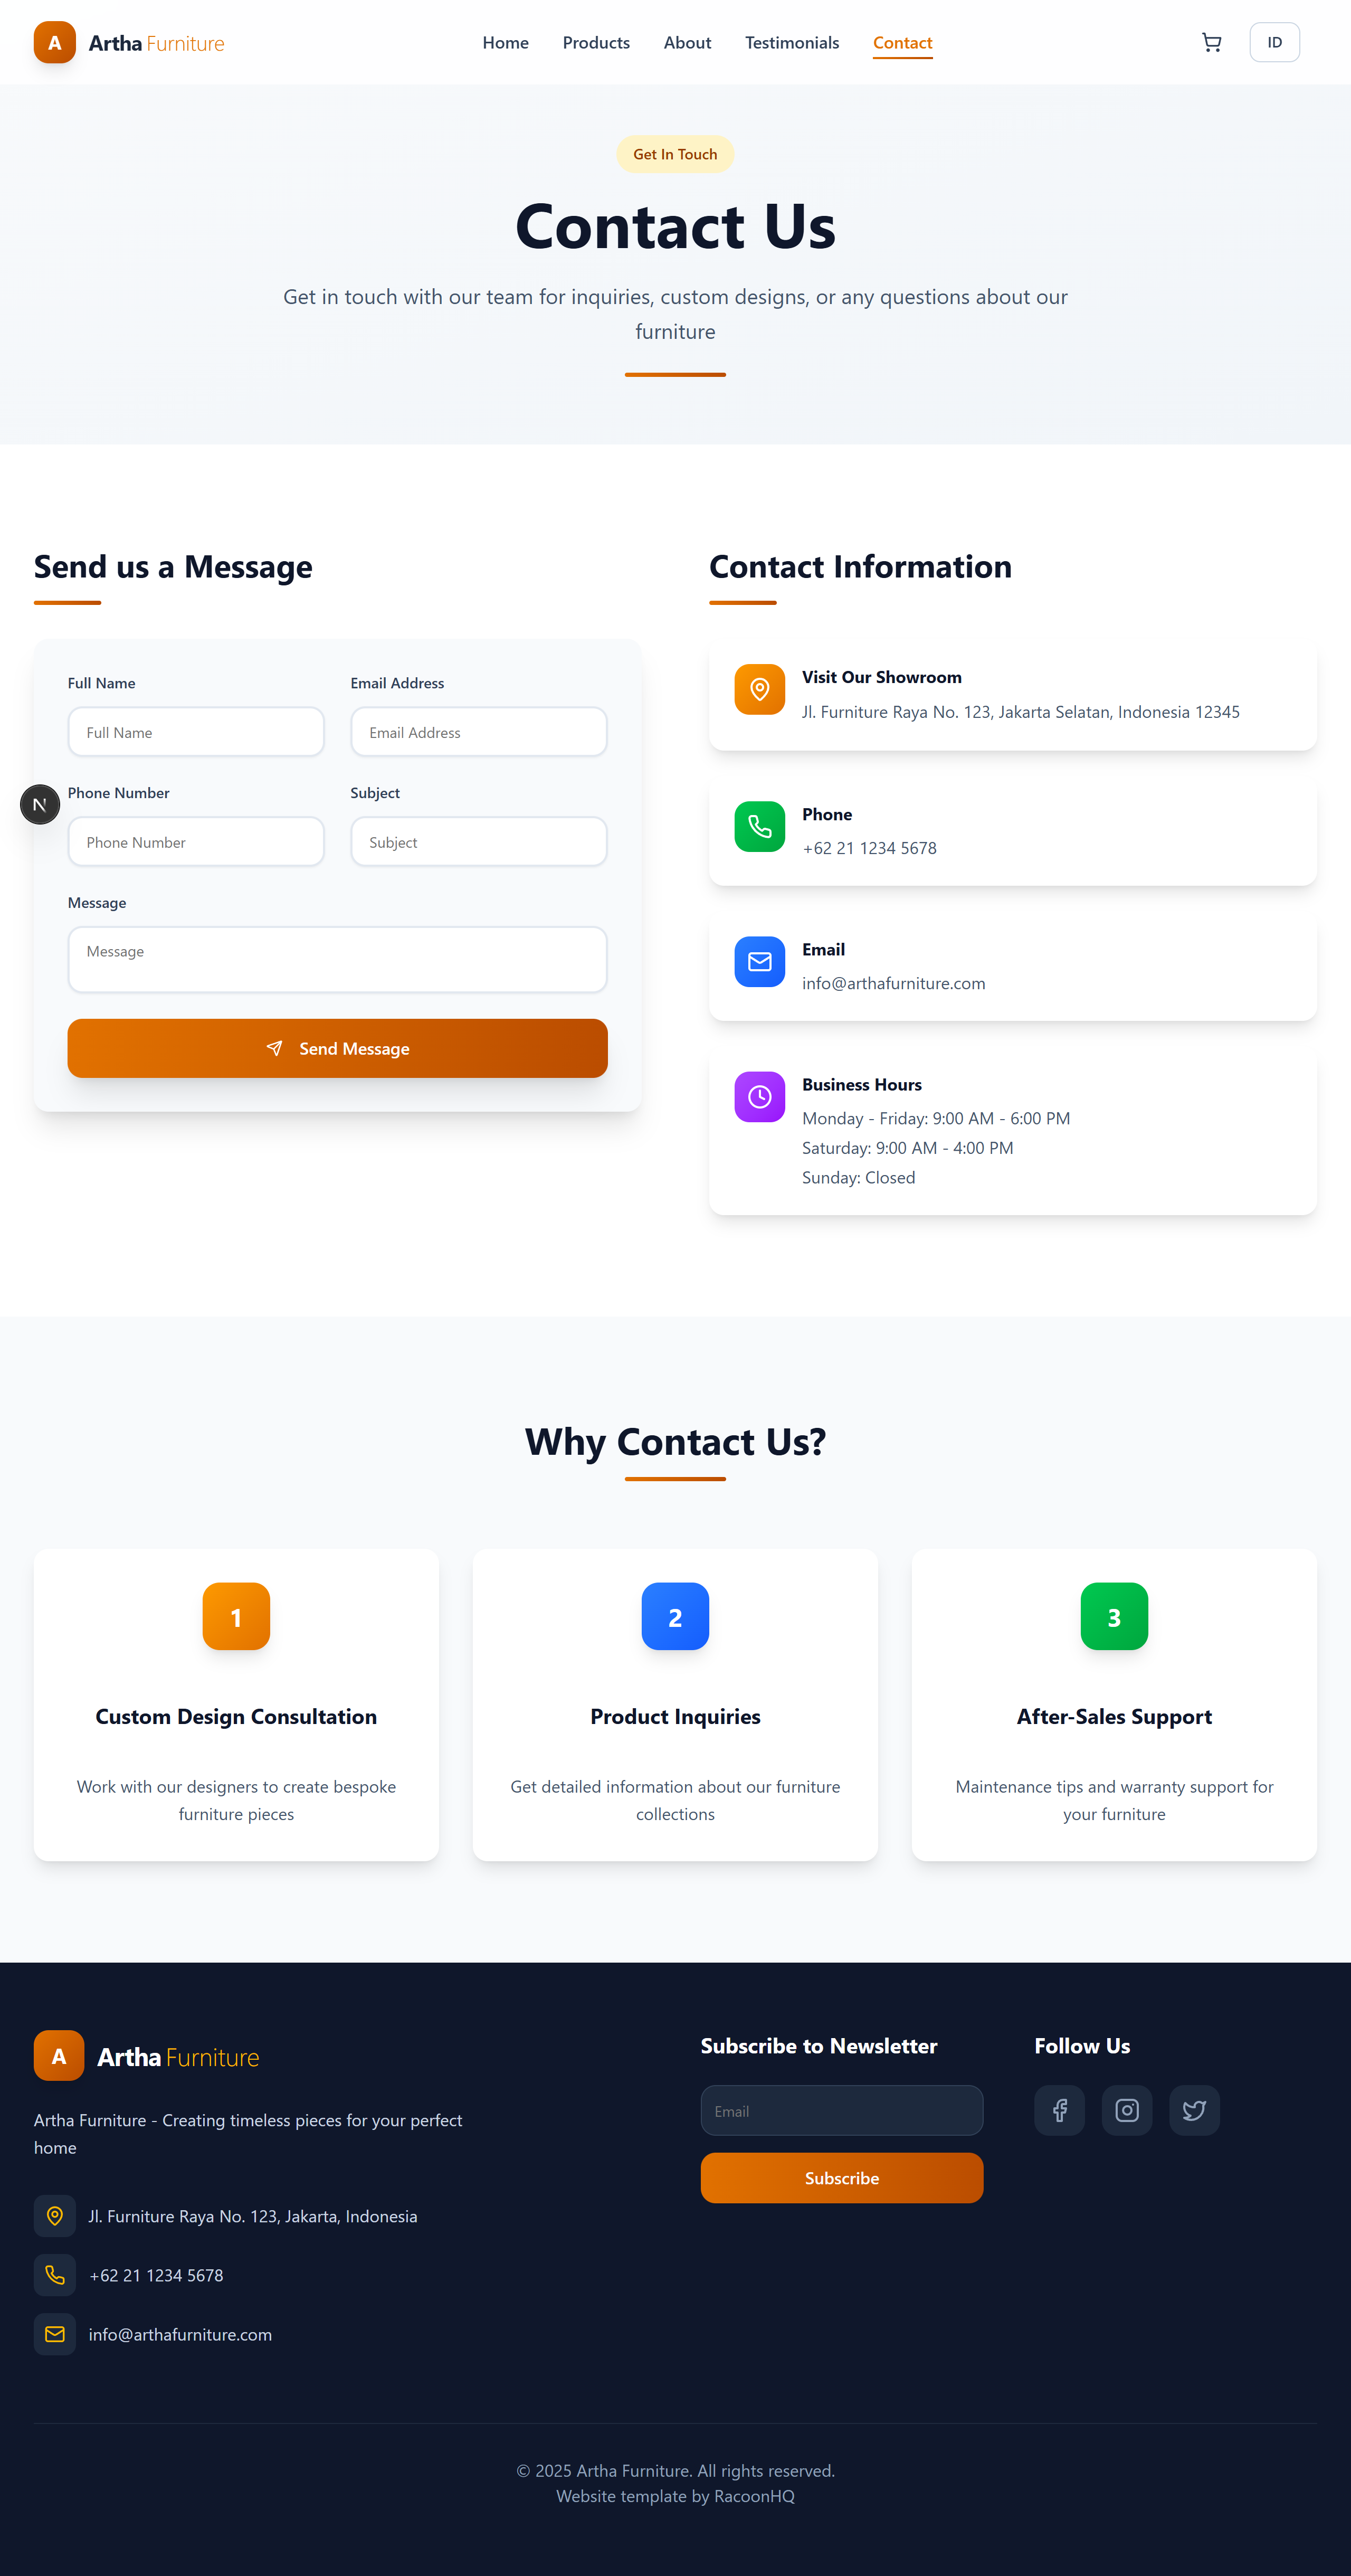 A Artha Furniture
Home Products About Testimonials Contact
ID
Get In Touch
Contact Us
Get in touch with our team for inquiries, custom designs, or any questions about our
furniture
Send us a Message
Full Name
Full Name
Email Address
Email Address
N
Phone Number
Phone Number
Subject
Subject
Message
Message
Send Message
Contact Information
Visit Our Showroom
Jl. Furniture Raya No. 123, Jakarta Selatan, Indonesia 12345
Phone
+62 21 1234 5678
Email
info@arthafurniture.com
Business Hours
Monday - Friday: 9:00 AM - 6:00 PM
Saturday: 9:00 AM - 4:00 PM
Sunday: Closed
Why Contact Us?
1
Custom Design Consultation
Work with our designers to create bespoke
furniture pieces
2
Product Inquiries
Get detailed information about our furniture
collections
3
After-Sales Support
Maintenance tips and warranty support for
your furniture
A Artha Furniture
Artha Furniture - Creating timeless pieces for your perfect
home
Jl. Furniture Raya No. 123, Jakarta, Indonesia
+62 21 1234 5678
info@arthafurniture.com
Subscribe to Newsletter
Email
Subscribe
Follow Us
© 2025 Artha Furniture. All rights reserved.
Website template by RacoonHQ